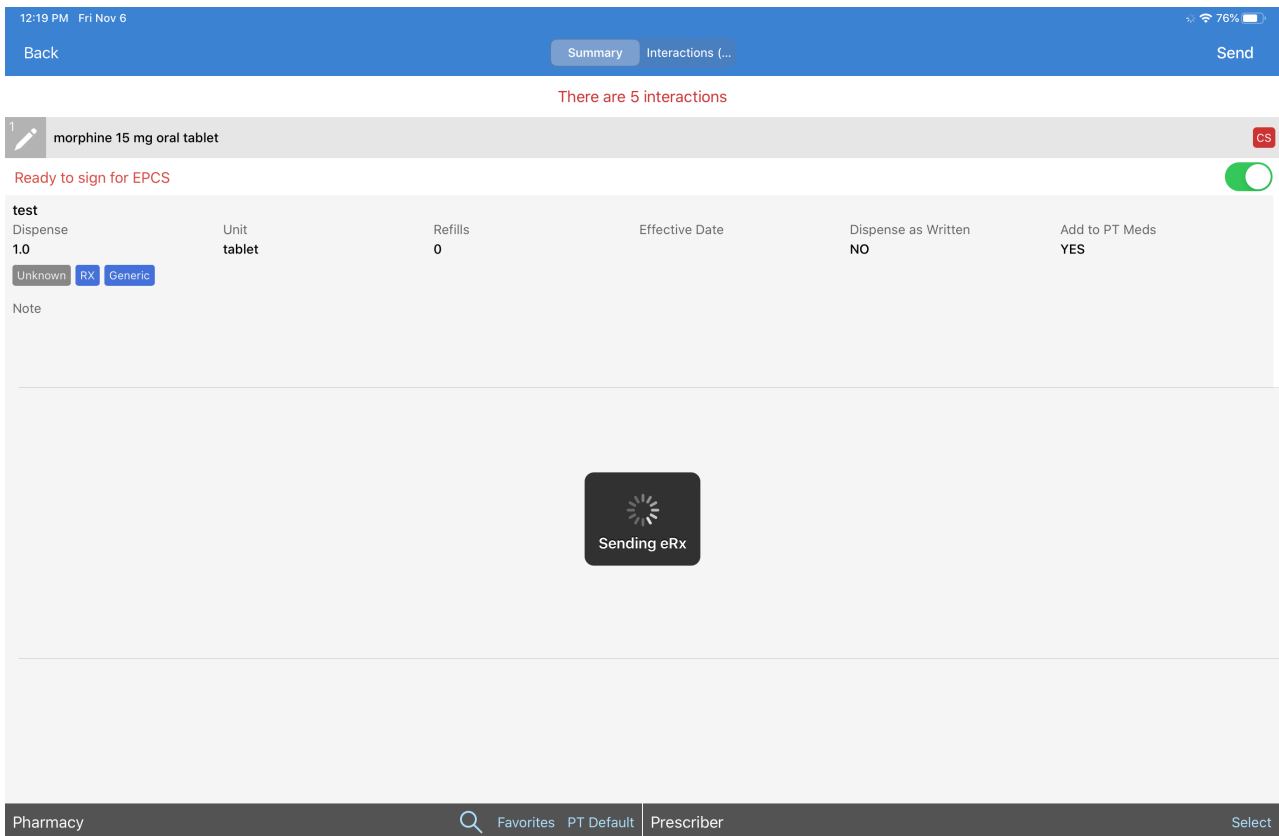 12:19 PM Fri Nov 6 76%
Back Summary Interactions (... Send
There are 5 interactions
1 morphine 15 mg oral tablet CS
Ready to sign for EPCS
test
Dispense Unit Refills Effective Date Dispense as Written Add to PT Meds
1.0 tablet 0 NO YES
Unknown RX Generic
Note
Sending eRx
Pharmacy Favorites PT Default Prescriber Select